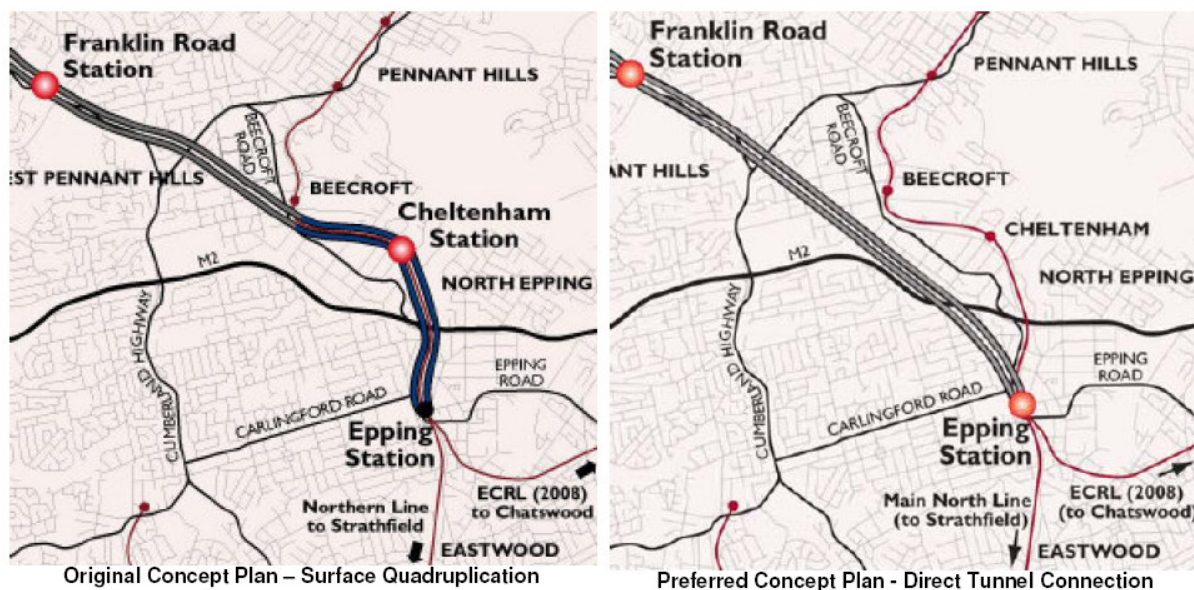 Franklin Road
Station
PENNANT HILLS
BEECROFT
ROAD
EST PENNANT HILLS
BEECROFT
Cheltenham
Station
M2
NORTH EPPING
CUMBERLAND HIGHWAY
EPPING
ROAD
CARLINGFORD ROAD
Epping
Station
ECRL (2008)
to Chatswood
Northern Line
to Strathfield
EASTWOOD
Original Concept Plan – Surface Quadruplication
Franklin Road
Station
PENNANT HILLS
BEECROFT
ROAD
ANT HILLS
BEECROFT
CHELTENHAM
M2
NORTH EPPING
CUMBERLAND HIGHWAY
EPPING
ROAD
CARLINGFORD ROAD
Epping
Station
ECRL (2008)
(to Chatswood)
Main North Line
(to Strathfield)
EASTWOOD
Preferred Concept Plan - Direct Tunnel Connection